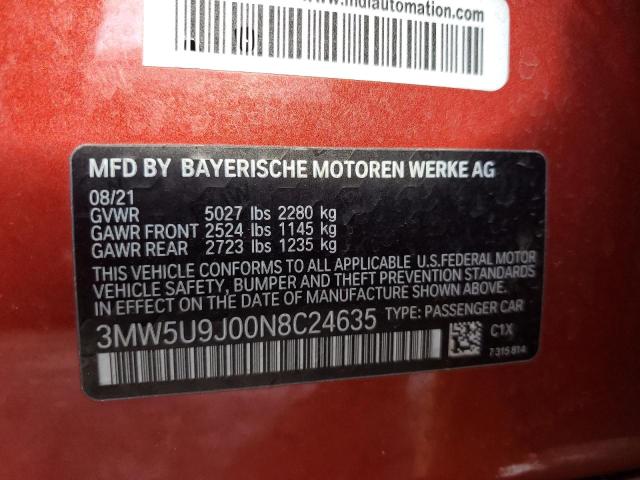 www.mdiautomation.com
MFD BY BAYERISCHE MOTOREN WERKE AG
08/21
GVWR 5027 lbs 2280 kg
GAWR FRONT 2524 lbs 1145 kg
GAWR REAR 2723 lbs 1235 kg
THIS VEHICLE CONFORMS TO ALL APPLICABLE U.S.FEDERAL MOTOR
VEHICLE SAFETY, BUMPER AND THEFT PREVENTION STANDARDS
IN EFFECT ON THE DATE OF MANUFACTURE SHOWN ABOVE.
3MW5U9J00N8C24635 TYPE: PASSENGER CAR
C1X
7315814